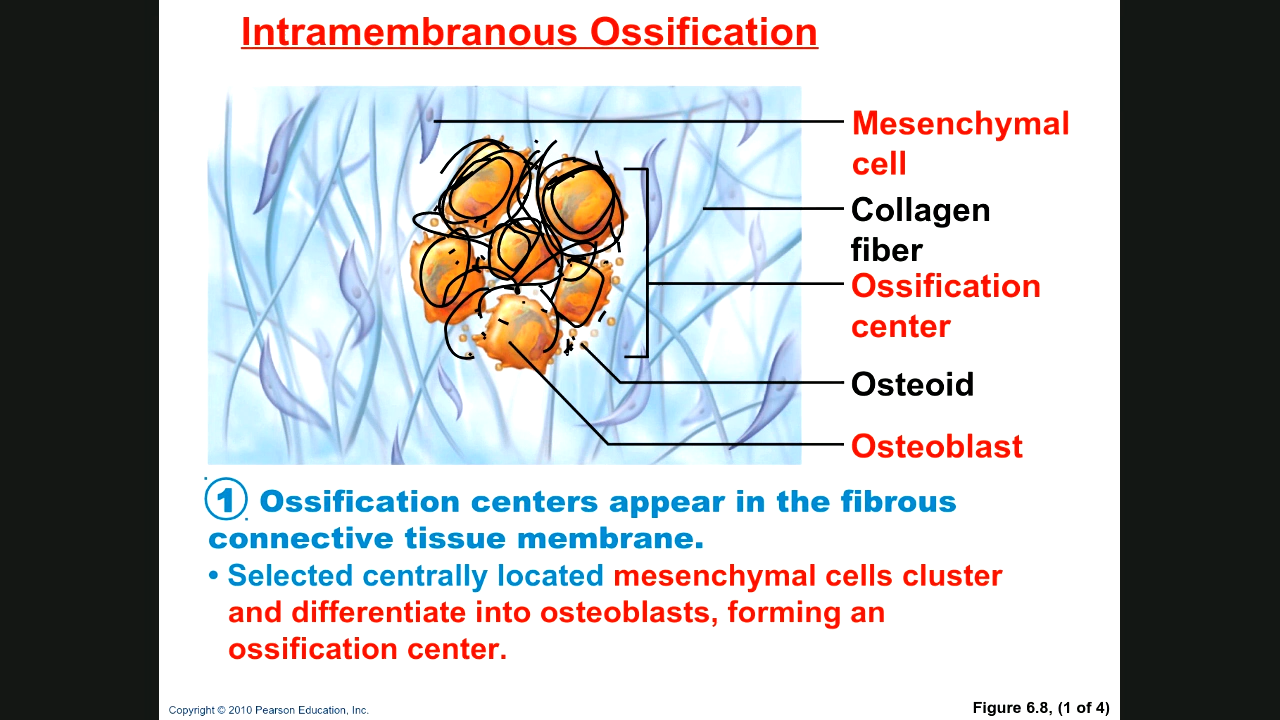 Intramembranous Ossification
Mesenchymal
cell
Collagen
fiber
Ossification
center
Osteoid
Osteoblast
1 Ossification centers appear in the fibrous
connective tissue membrane.
• Selected centrally located mesenchymal cells cluster
and differentiate into osteoblasts, forming an
ossification center.
Copyright © 2010 Pearson Education, Inc.
Figure 6.8, (1 of 4)